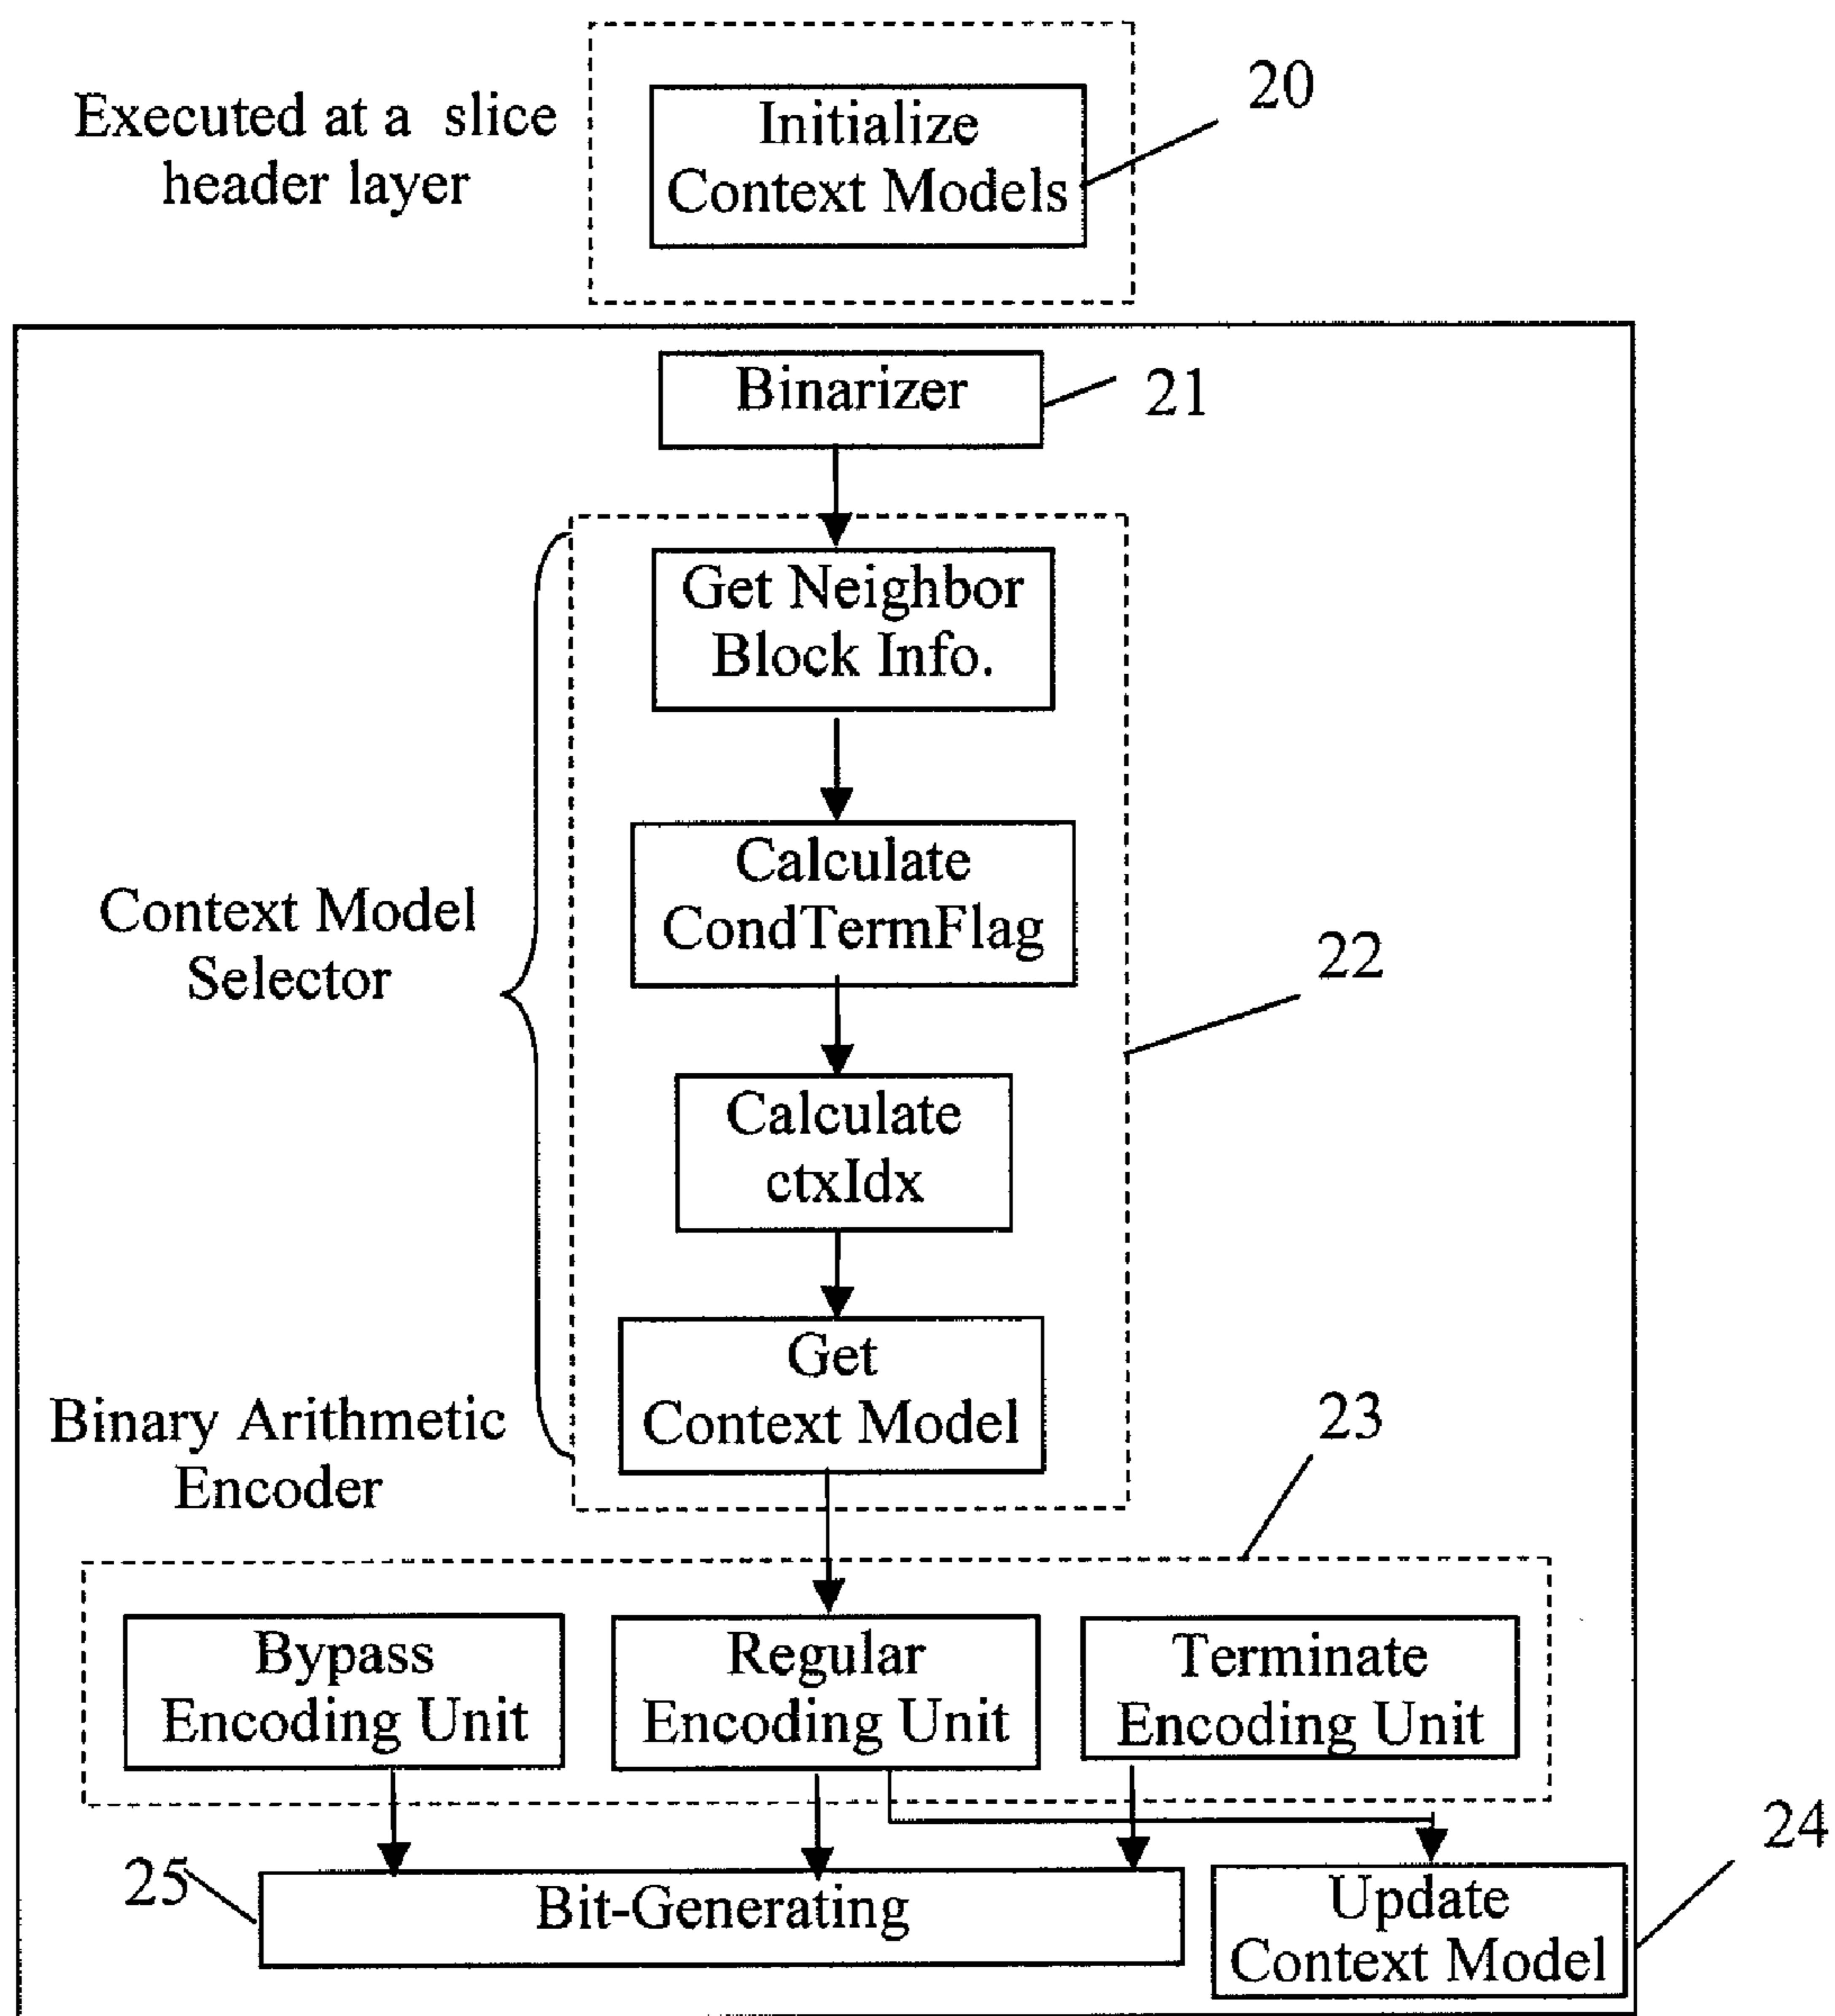 Executed at a slice
header layer
Initialize
Context Models
20
Binarizer
21
Get Neighbor
Block Info.
Calculate
CondTermFlag
Context Model
Selector
22
Calculate
ctxIdx
Get
Context Model
Binary Arithmetic
Encoder
23
Bypass
Encoding Unit
Regular
Encoding Unit
Terminate
Encoding Unit
24
25
Bit-Generating
Update
Context Model